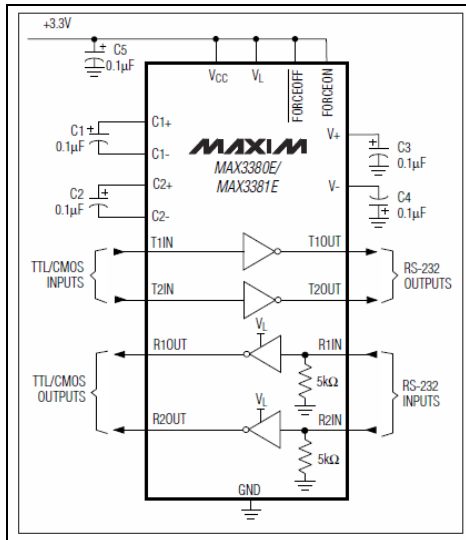 +3.3V
C5
0.1µF
VCC
VL
FORCEOFF
FORCEON
C1+
C1
0.1µF
C1-
C2+
C2
0.1µF
C2-
MAXIM
MAX3380E/
MAX3381E
V+
C3
0.1µF
V-
C4
0.1µF
TTL/CMOS
INPUTS
T1IN
T1OUT
T2IN
T2OUT
RS-232
OUTPUTS
TTL/CMOS
OUTPUTS
R1OUT
VL
R1IN
5kΩ
R2OUT
VL
R2IN
5kΩ
RS-232
INPUTS
GND